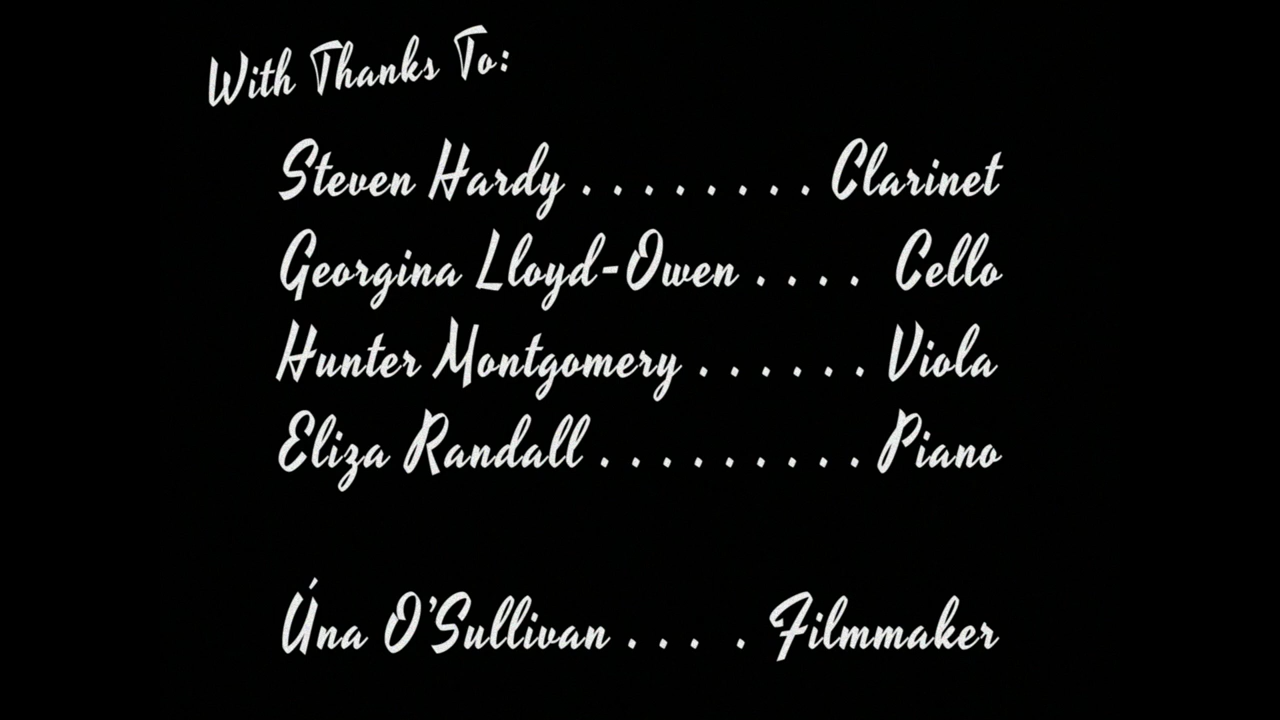 With Thanks To:
Steven Hardy . . . . . . . . Clarinet
Georgina Lloyd-Owen . . . . Cello
Hunter Montgomery . . . . . . Viola
Eliza Randall . . . . . . . . . Piano
Úna O'Sullivan . . . . Filmmaker